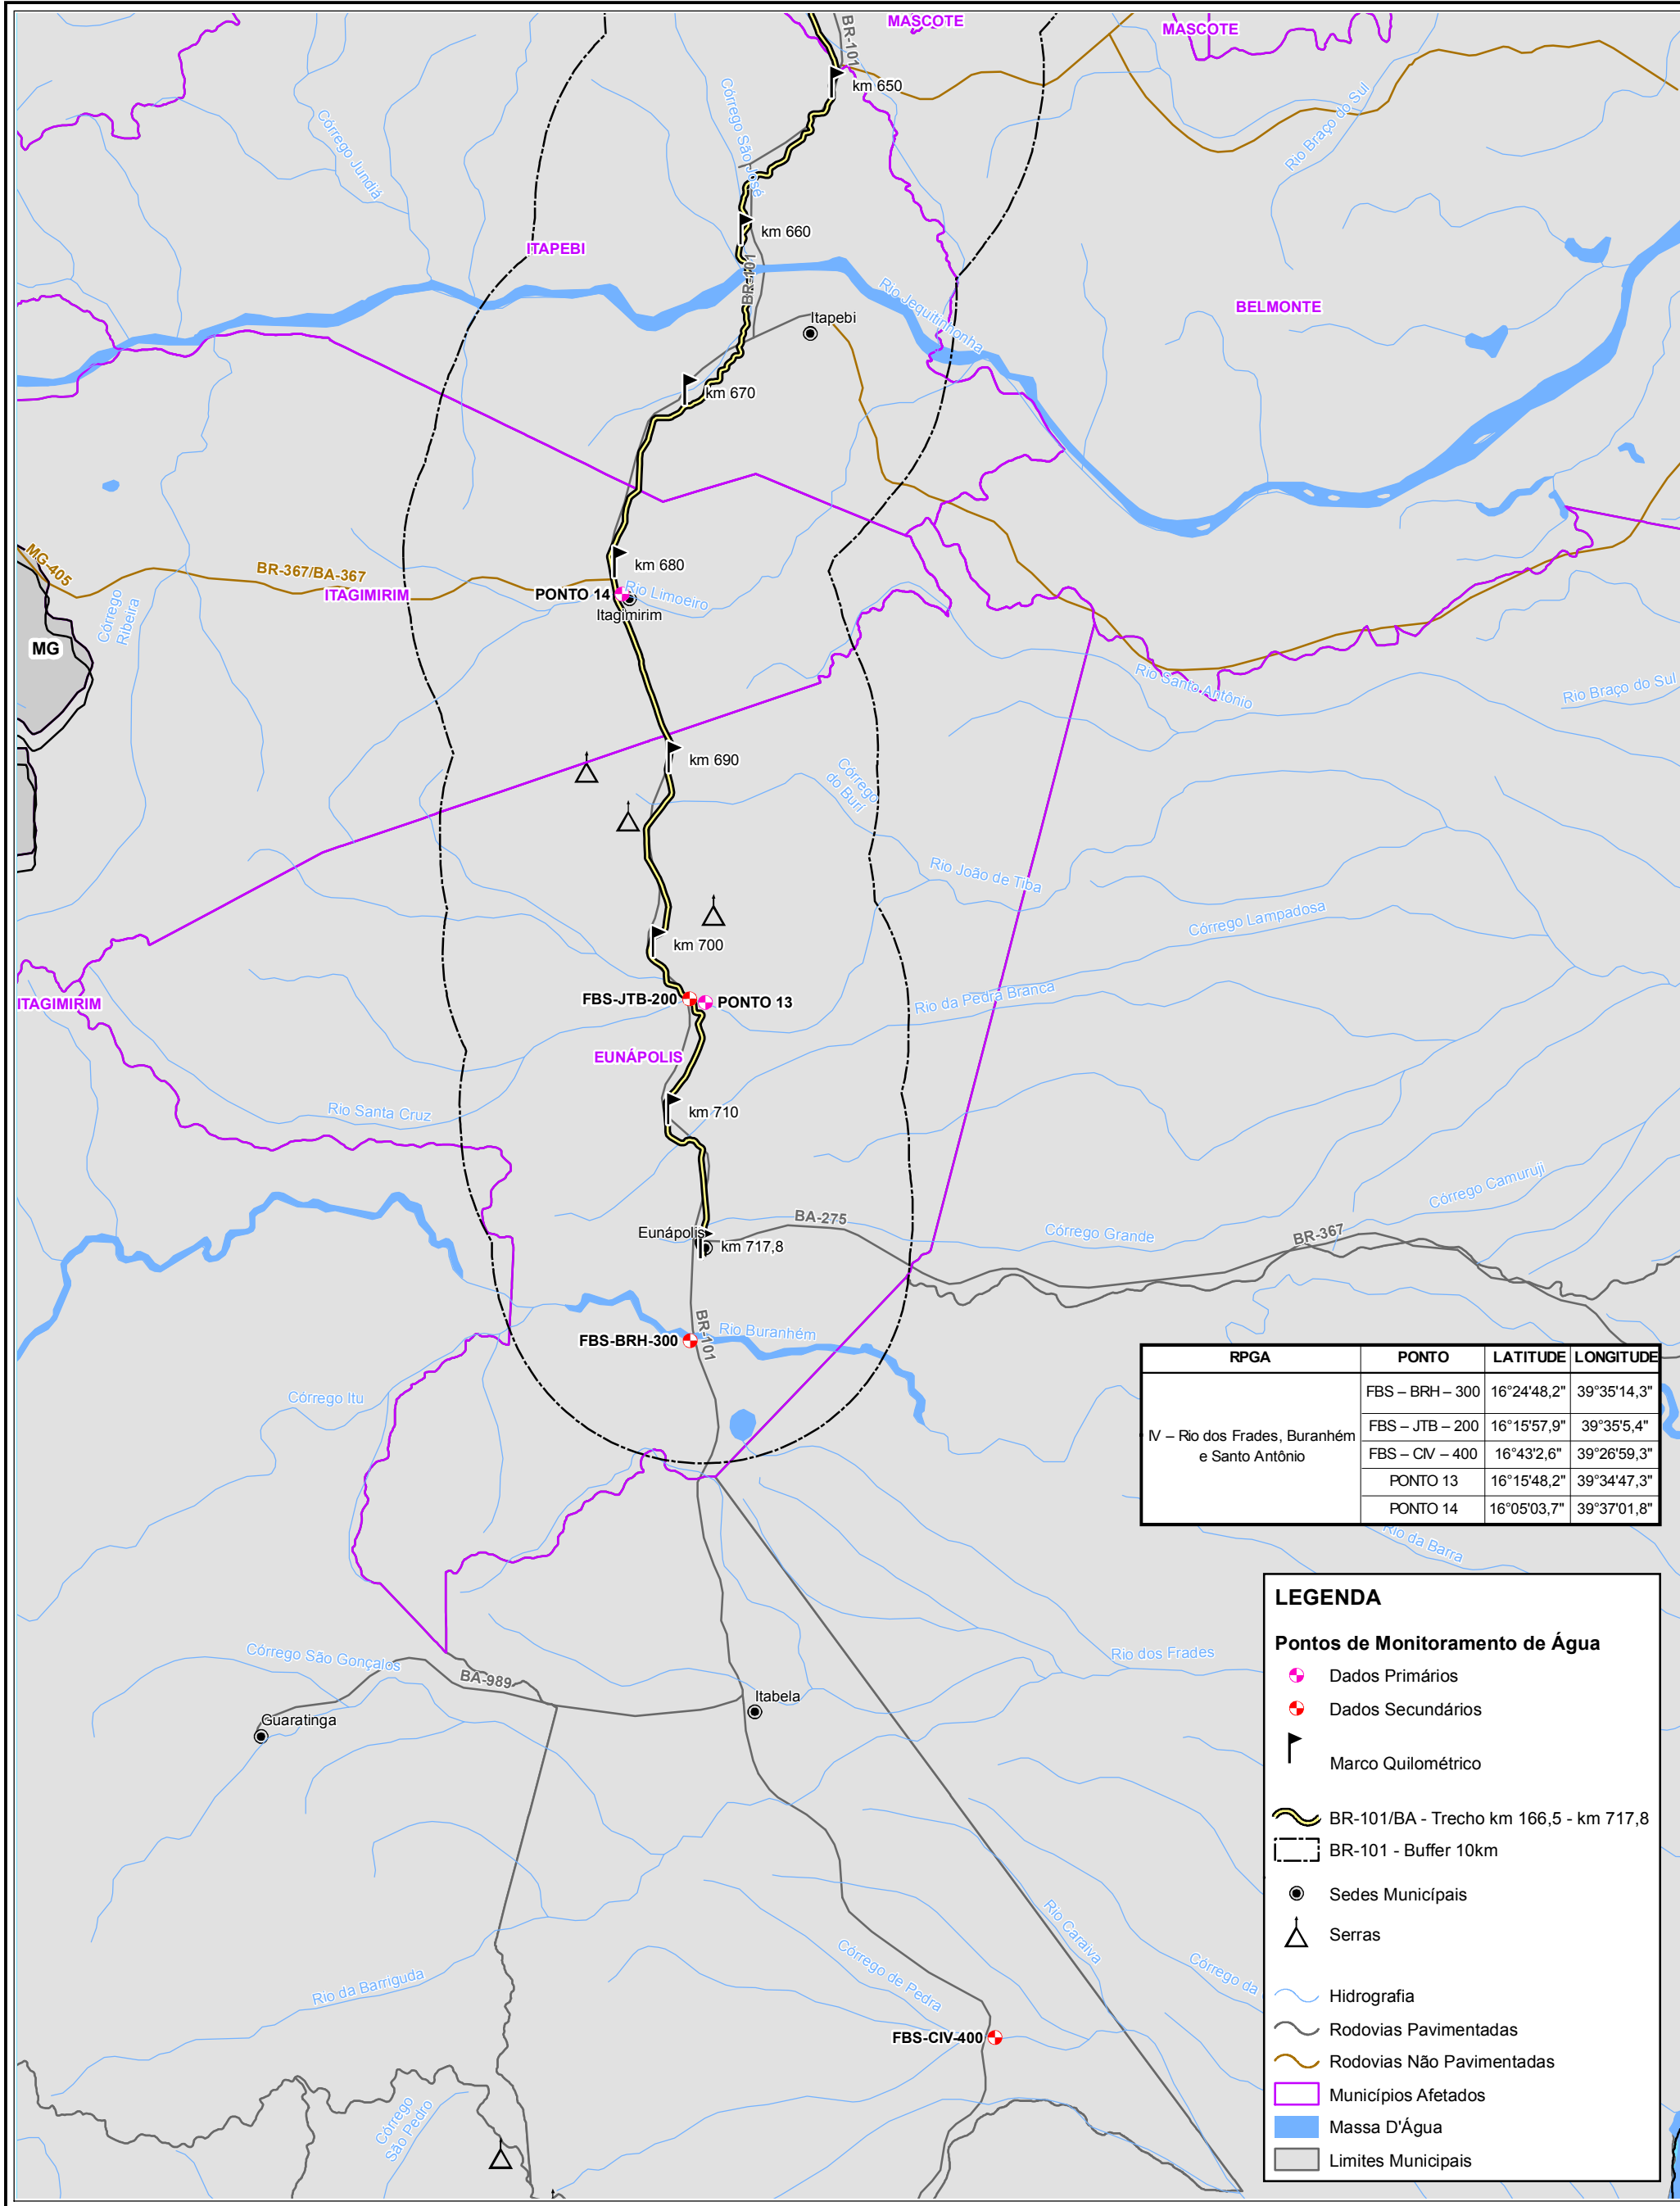 MASCOTE
MASCOTE
BR-101
km 650
Córrego São José
Rio Braço do Sul
Córrego Jundiá
km 660
ITAPEBI
BR-101
Rio Jequitinhonha
BELMONTE
Itapebi
km 670
MG-405
BR-367/BA-367
ITAGIMIRIM
km 680
PONTO 14
Rio Limoeiro
Itagimirim
Córrego
Ribeira
MG
Rio Santo Antônio
Rio Braço do Sul
km 690
Córrego
do Buri
Rio João de Tiba
Córrego Lampadosa
km 700
FBS-JTB-200
PONTO 13
Rio da Pedra Branca
ITAGIMIRIM
EUNÁPOLIS
Rio Santa Cruz
km 710
Córrego Camuruji
BA-275
Córrego Grande
BR-367
Eunápolis
km 717,8
BR-101
Rio Buranhém
FBS-BRH-300
RPGA PONTO LATITUDE LONGITUDE
IV – Rio dos Frades, Buranhém
e Santo Antônio
FBS – BRH – 300 16°24'48,2" 39°35'14,3"
FBS – JTB – 200 16°15'57,9" 39°35'5,4"
FBS – CIV – 400 16°43'2,6" 39°26'59,3"
PONTO 13 16°15'48,2" 39°34'47,3"
PONTO 14 16°05'03,7" 39°37'01,8"
Córrego Itu
Rio da Barra
Córrego São Gonçalos
BA-989
Rio dos Frades
Itabela
Guaratinga
Rio Caraiva
Córrego de Pedra
Córrego da
Rio da Barriguda
FBS-CIV-400
Córrego
São Pedro
LEGENDA
Pontos de Monitoramento de Água
Dados Primários
Dados Secundários
Marco Quilométrico
BR-101/BA - Trecho km 166,5 - km 717,8
BR-101 - Buffer 10km
Sedes Municípais
Serras
Hidrografia
Rodovias Pavimentadas
Rodovias Não Pavimentadas
Municípios Afetados
Massa D'Água
Limites Municipais